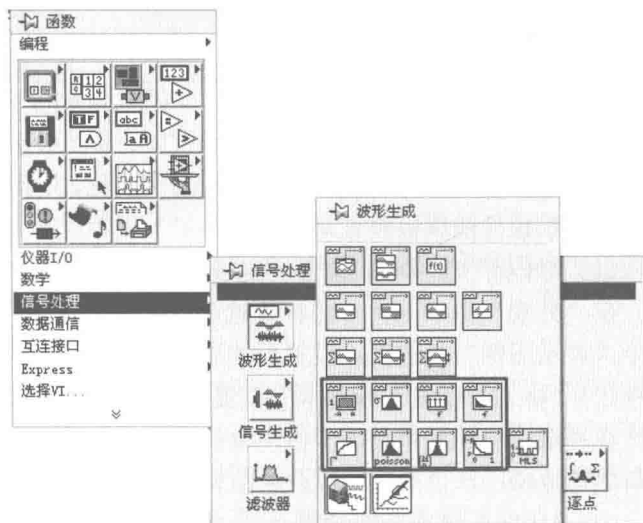 函数
编程
123
abc
仪器I/O
数学
信号处理
数据通信
互连接口
Express
选择VI...
信号处理
波形生成
信号生成
滤波器
波形生成
f(t)
poisson
MLS
逐点